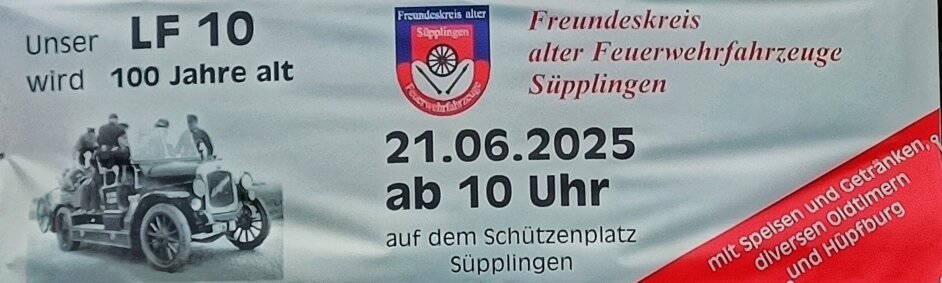 Unser LF 10
wird 100 Jahre alt
Freundeskreis alter
Süpplingen
Feuerwehrfahrzeuge
Freundeskreis
alter Feuerwehrfahrzeuge
Süpplingen
21.06.2025
ab 10 Uhr
auf dem Schützenplatz
Süpplingen
mit Speisen und Getränken,
diversen Oldtimern
und Hüpfburg